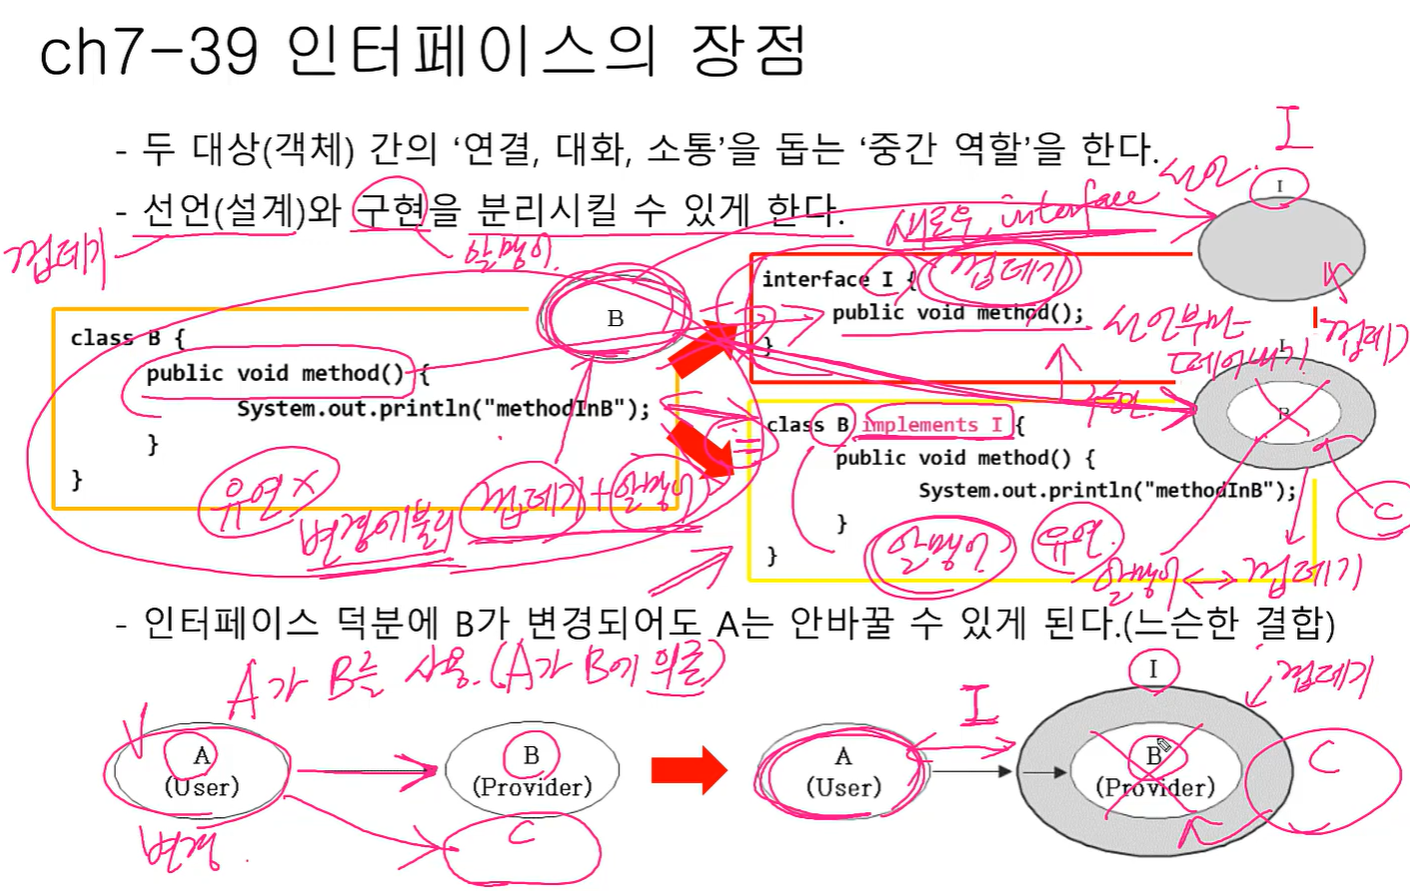 ch7-39 인터페이스의 장점
I
- 두 대상(객체) 간의 ‘연결, 대화, 소통’을 돕는 ‘중간 역할’을 한다.
선언.
I
- 선언(설계)와 구현을 분리시킬 수 있게 한다.
새로운 interface
껍데기
알맹이.
B
interface I {
껍데기
public void method();
}
선언부만
떼어내기
껍데기
class B {
public void method() {
System.out.println("methodInB");
}
}
유연X
변경에 불리
껍데기+알맹이
I
B
구현.
class B implements I {
public void method() {
System.out.println("methodInB");
}
}
C
알맹이
유연.
알맹이 ↔ 껍데기
- 인터페이스 덕분에 B가 변경되어도 A는 안바꿀 수 있게 된다.(느슨한 결합)
A가 B를 사용.(A가 B에 의존)
I
I
껍데기
A
(User)
B
(Provider)
A
(User)
B
(Provider)
C
변경.
C